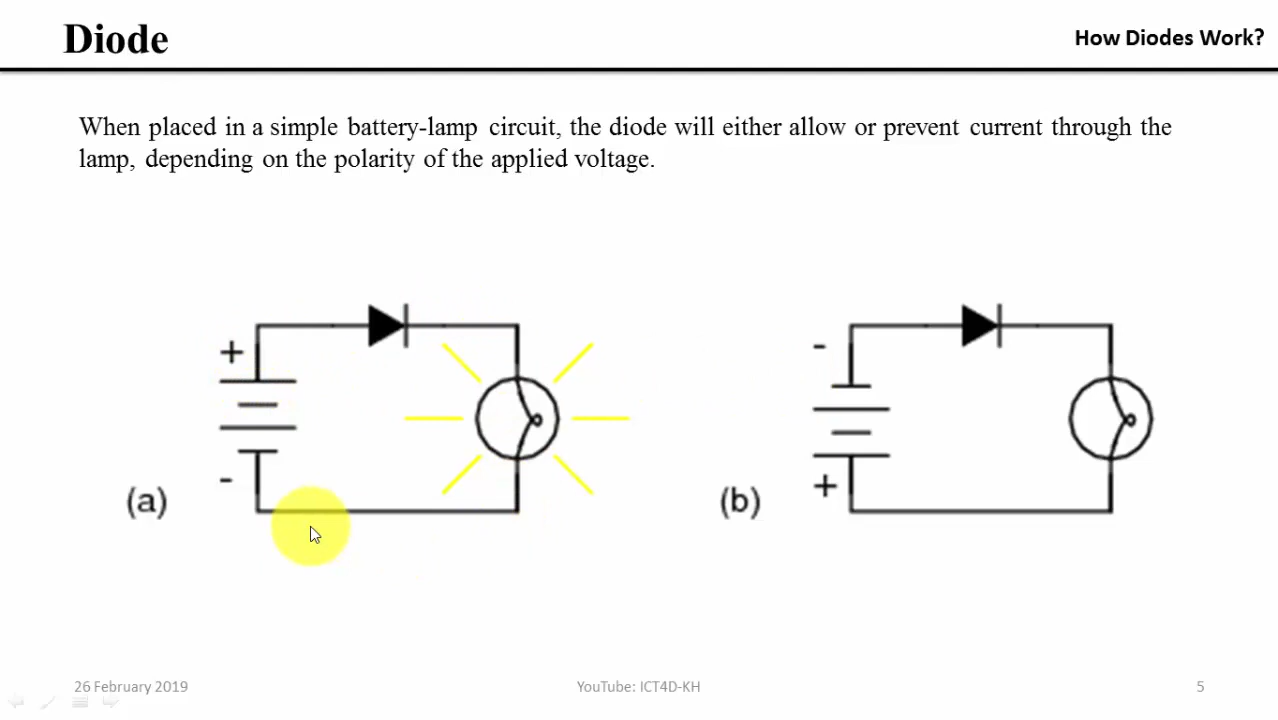 Diode
How Diodes Work?
When placed in a simple battery-lamp circuit, the diode will either allow or prevent current through the
lamp, depending on the polarity of the applied voltage.
+
-
(a)
-
+
(b)
26 February 2019
YouTube: ICT4D-KH
5